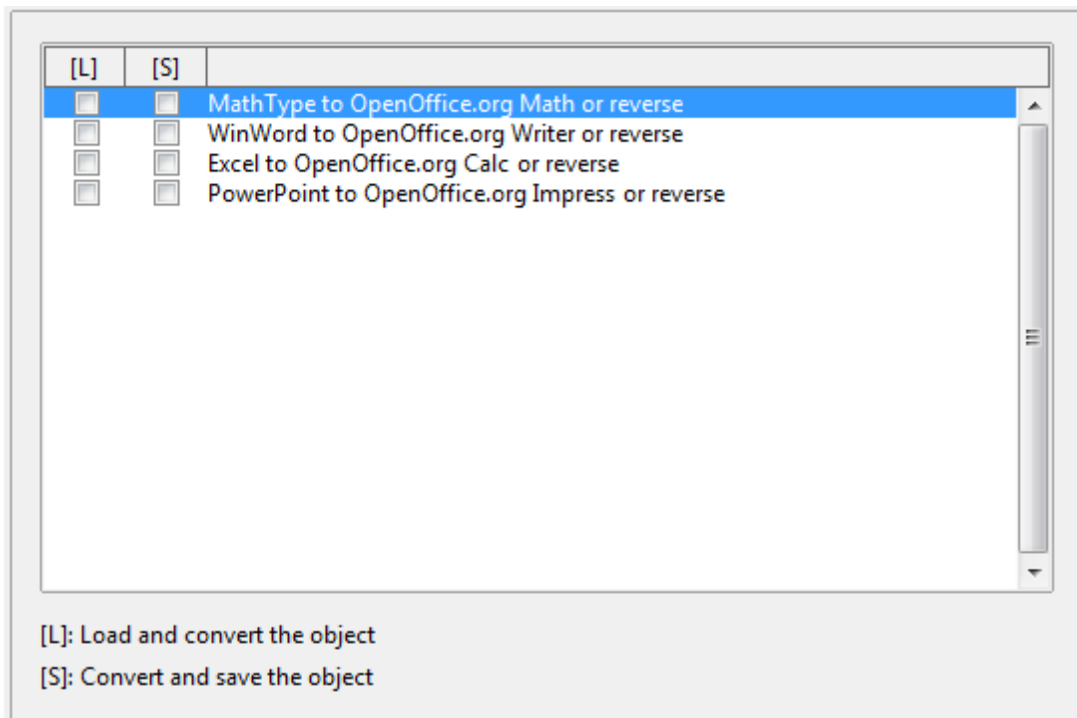 [L] [S]
MathType to OpenOffice.org Math or reverse
WinWord to OpenOffice.org Writer or reverse
Excel to OpenOffice.org Calc or reverse
PowerPoint to OpenOffice.org Impress or reverse
[L]: Load and convert the object
[S]: Convert and save the object